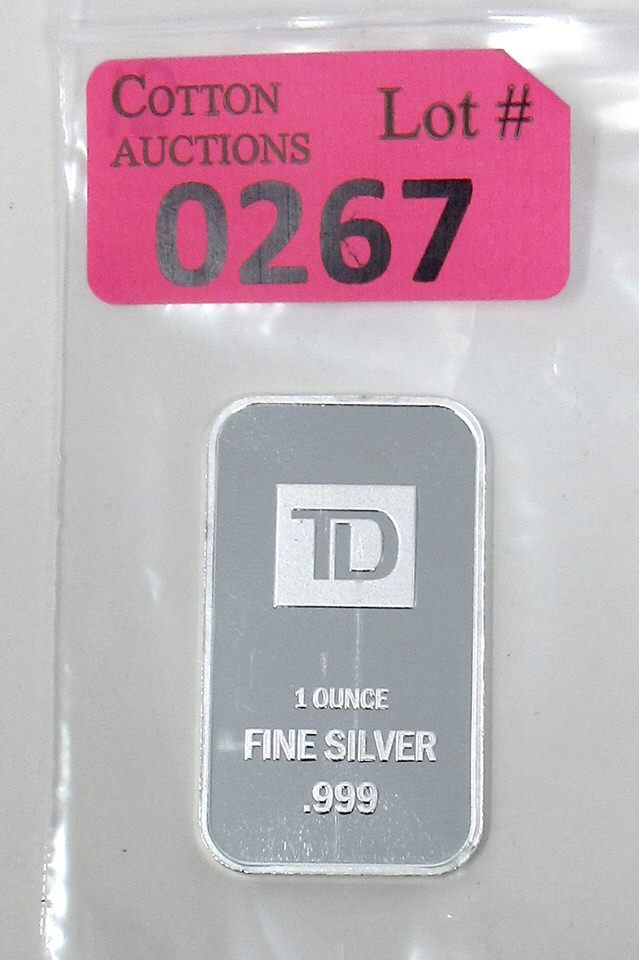 COTTON
AUCTIONS
Lot #
0267
TD
1 OUNCE
FINE SILVER
.999